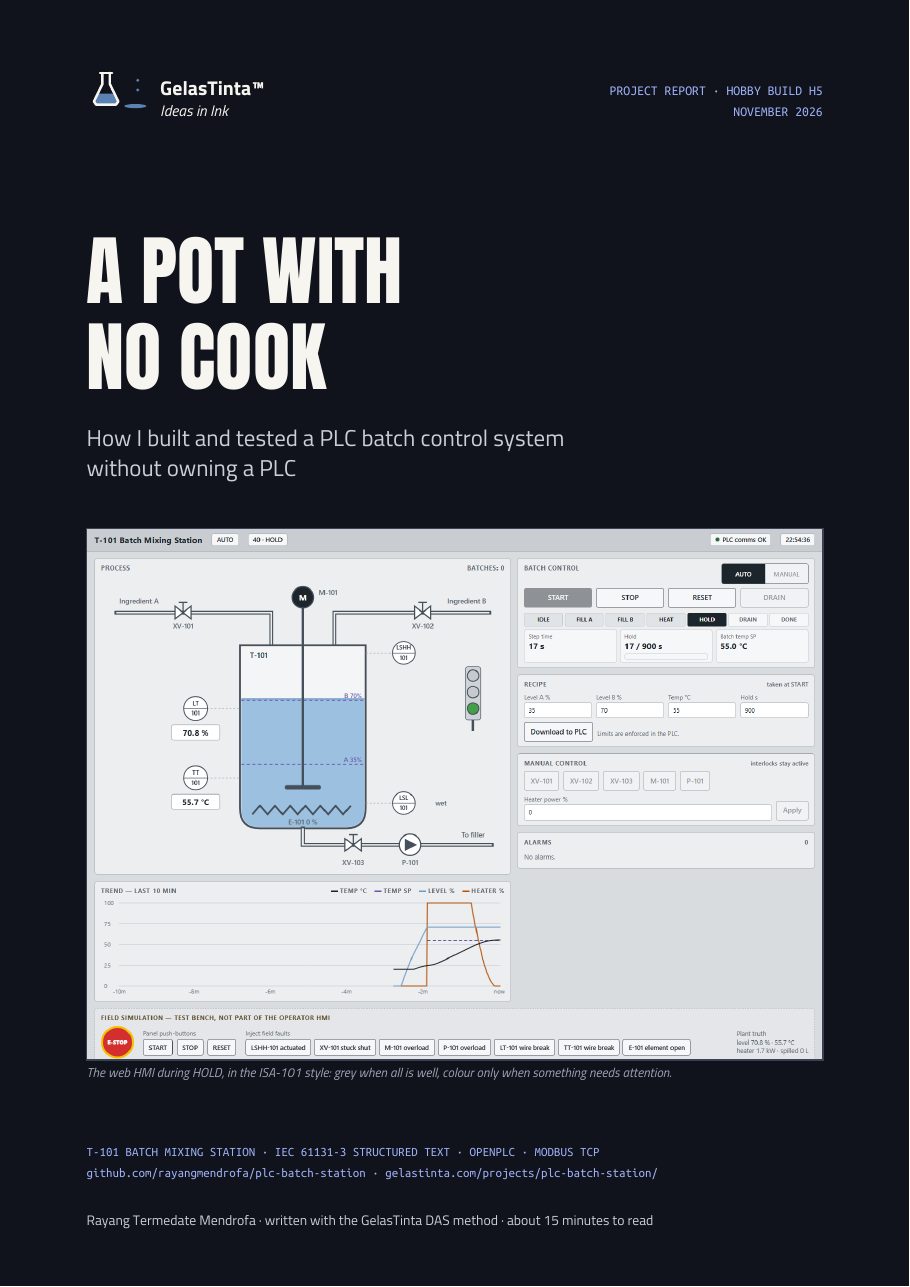 GelasTinta™
Ideas in Ink
PROJECT REPORT · HOBBY BUILD H5
NOVEMBER 2026
A POT WITH
NO COOK
How I built and tested a PLC batch control system
without owning a PLC
T-101 Batch Mixing Station AUTO 40 · HOLD PLC comms OK 22:54:36
PROCESS BATCHES: 0
M
M-101
Ingredient A
Ingredient B
XV-101
XV-102
T-101
LSHH
101
B 70%
LT
101
70.8 %
A 35%
TT
101
55.7 °C
LSL
101
wet
E-101 0 %
To filler
XV-103
P-101
BATCH CONTROL AUTO MANUAL
START STOP RESET DRAIN
IDLE FILL A FILL B HEAT HOLD DRAIN DONE
Step time Hold Batch temp SP
17 s 17 / 900 s 55.0 °C
RECIPE taken at START
Level A % Level B % Temp °C Hold s
35 70 55 900
Download to PLC Limits are enforced in the PLC.
MANUAL CONTROL interlocks stay active
XV-101 XV-102 XV-103 M-101 P-101
Heater power %
0 Apply
ALARMS 0
No alarms.
TREND — LAST 10 MIN TEMP °C TEMP SP LEVEL % HEATER %
100
75
50
25
0
-10m -8m -6m -4m -2m now
FIELD SIMULATION — TEST BENCH, NOT PART OF THE OPERATOR HMI
E-STOP
Panel push-buttons Inject field faults
START STOP RESET LSHH-101 actuated XV-101 stuck shut M-101 overload P-101 overload LT-101 wire break TT-101 wire break E-101 element open
Plant truth
level 70.8 % · 55.7 °C
heater 1.7 kW · spilled 0 L
The web HMI during HOLD, in the ISA-101 style: grey when all is well, colour only when something needs attention.
T-101 BATCH MIXING STATION · IEC 61131-3 STRUCTURED TEXT · OPENPLC · MODBUS TCP
github.com/rayangmendrofa/plc-batch-station · gelastinta.com/projects/plc-batch-station/
Rayang Termedate Mendrofa · written with the GelasTinta DAS method · about 15 minutes to read